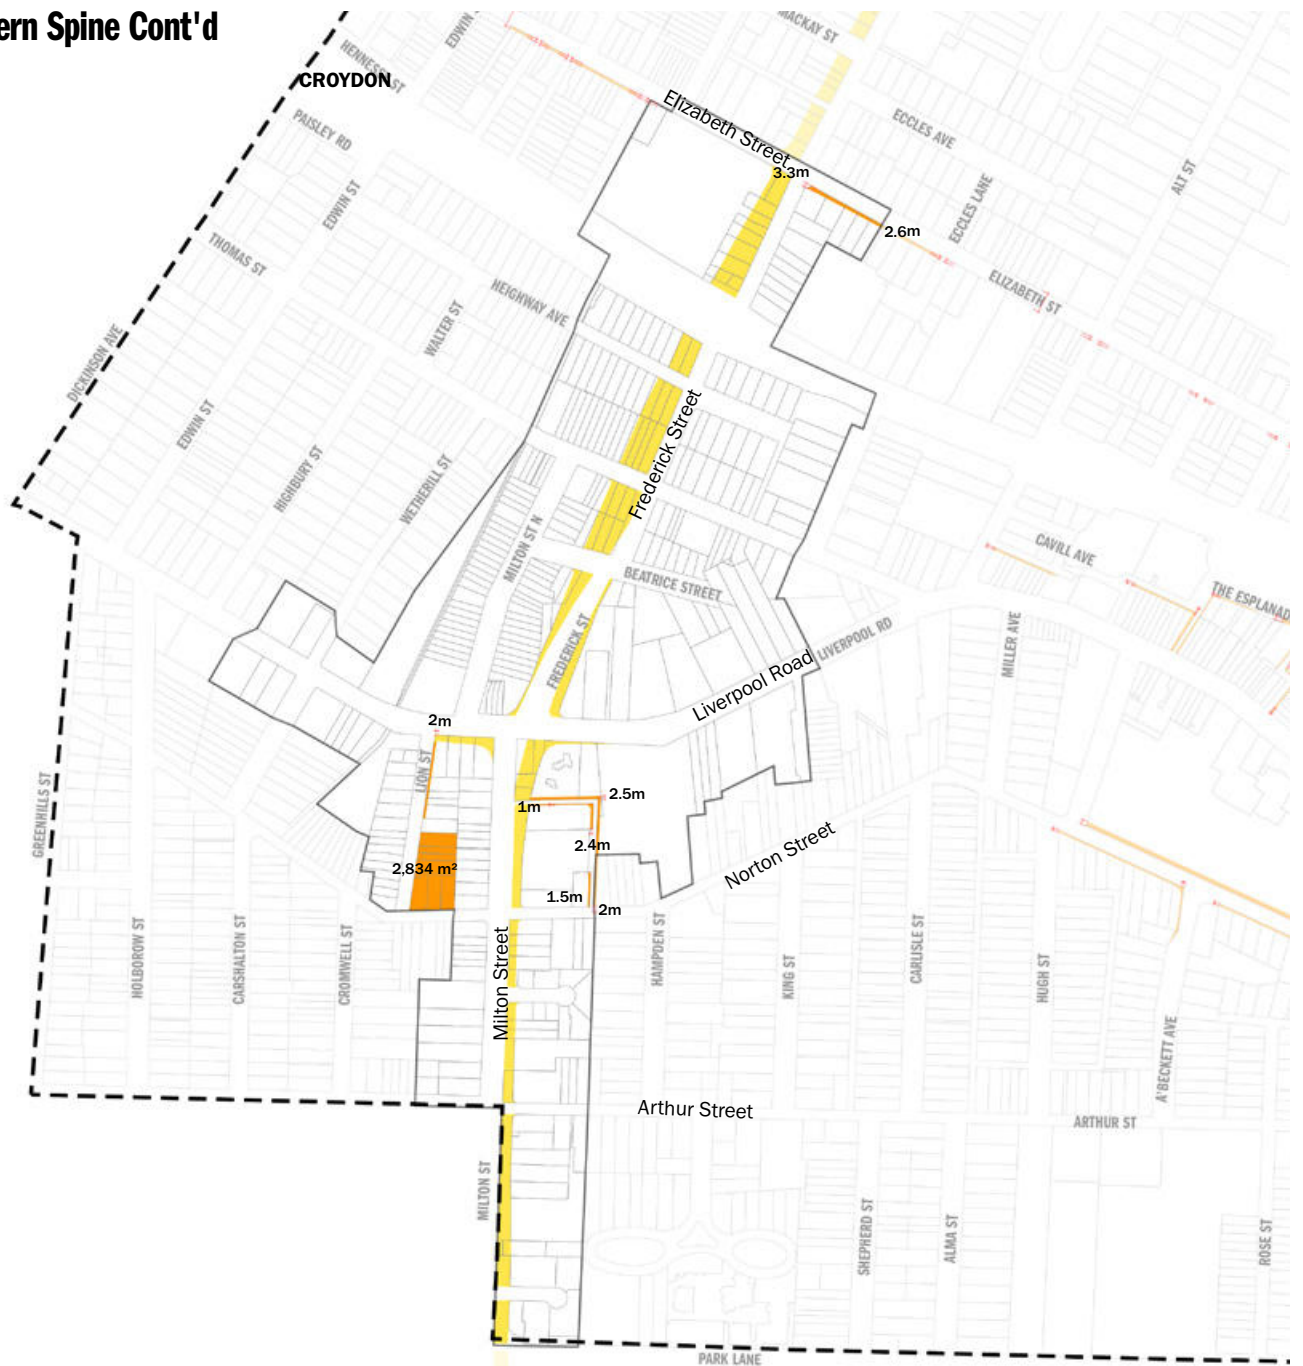 ern Spine Cont'd
EDWIN
MACKAY ST
HENNESSY ST
CROYDON
Elizabeth Street
PAISLEY RD
ECCLES AVE
3.3m
ALT ST
EDWIN ST
ECCLES LANE
2.6m
THOMAS ST
ELIZABETH ST
HEIGHWAY AVE
WALTER ST
DICKINSON AVE
EDWIN ST
Frederick Street
HIGHBURY ST
WETHERILL ST
MILTON ST N
CAVILL AVE
BEATRICE STREET
THE ESPLANAD
FREDERICK ST
MILLER AVE
LIVERPOOL RD
Liverpool Road
2m
LION ST
2.5m
1m
GREENHILLS ST
2.4m
Norton Street
2,834 m²
1.5m
2m
HOLBOROW ST
CARSHALTON ST
CROMWELL ST
Milton Street
HAMPDEN ST
KING ST
CARLISLE ST
HUGH ST
A'BECKETT AVE
Arthur Street
ARTHUR ST
MILTON ST
SHEPHERD ST
ALMA ST
ROSE ST
PARK LANE